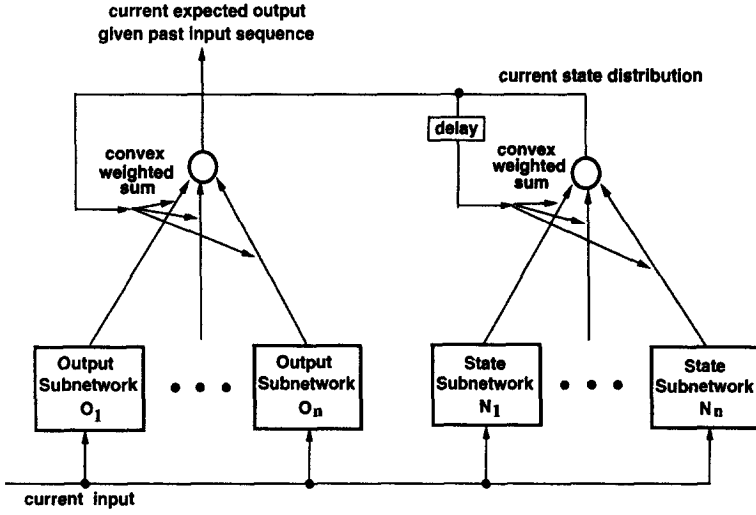 current expected output
given past input sequence
current state distribution
delay
convex
weighted
sum
convex
weighted
sum
Output
Subnetwork
O1
Output
Subnetwork
On
State
Subnetwork
N1
State
Subnetwork
Nn
current input